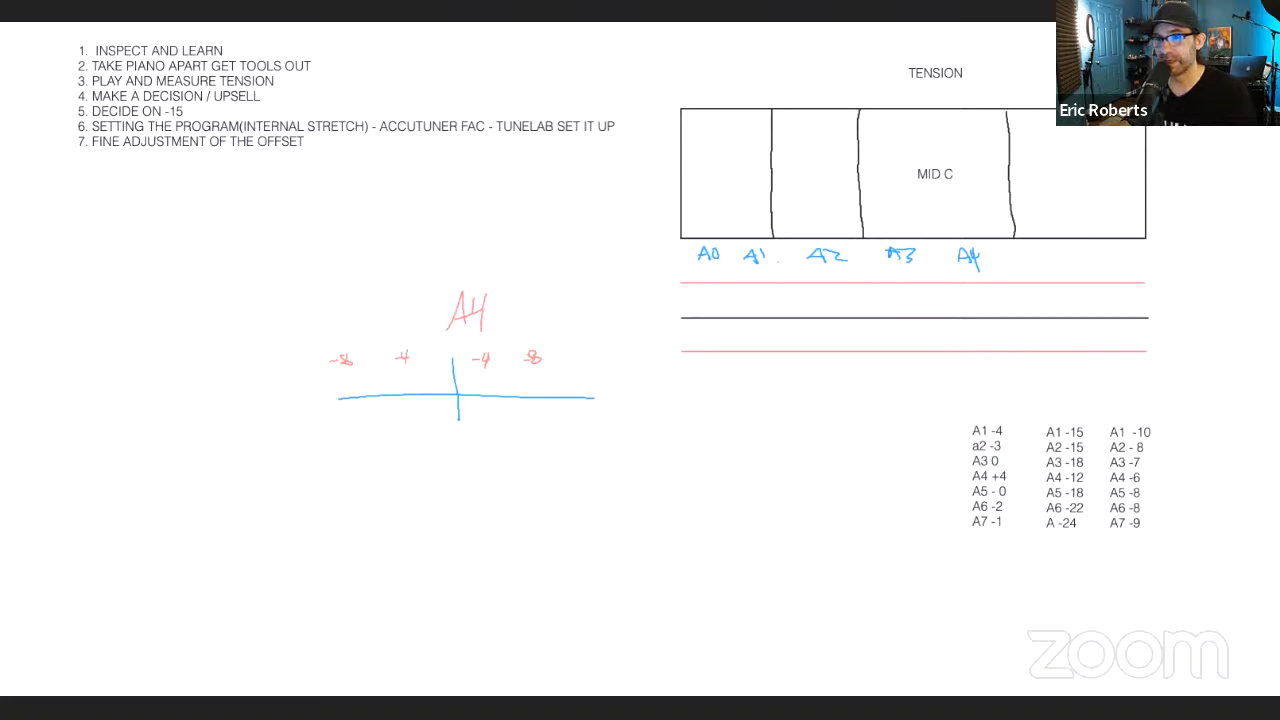 1. INSPECT AND LEARN
2. TAKE PIANO APART GET TOOLS OUT
3. PLAY AND MEASURE TENSION
4. MAKE A DECISION / UPSELL
5. DECIDE ON -15
6. SETTING THE PROGRAM(INTERNAL STRETCH) - ACCUTUNER FAC - TUNELAB SET IT UP
7. FINE ADJUSTMENT OF THE OFFSET
TENSION
Eric Roberts
MID C
A0 A1 A2 A3 A4
A4
-8 -4 -4 -8
A1 -4
a2 -3
A3 0
A4 +4
A5 - 0
A6 -2
A7 -1
A1 -15
A2 -15
A3 -18
A4 -12
A5 -18
A6 -22
A -24
A1 -10
A2 - 8
A3 -7
A4 -6
A5 -8
A6 -8
A7 -9
zoom